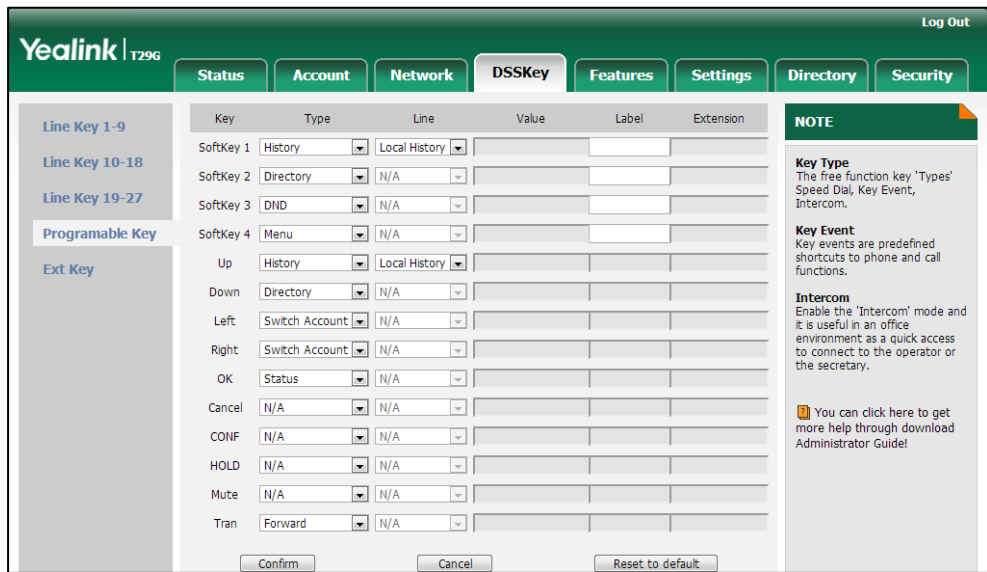 Log Out
Yealink T29G
Status Account Network DSSKey Features Settings Directory Security
Line Key 1-9
Line Key 10-18
Line Key 19-27
Programable Key
Ext Key
Key Type Line Value Label Extension
SoftKey 1 History Local History
SoftKey 2 Directory N/A
SoftKey 3 DND N/A
SoftKey 4 Menu N/A
Up History Local History
Down Directory N/A
Left Switch Account N/A
Right Switch Account N/A
OK Status N/A
Cancel N/A N/A
CONF N/A N/A
HOLD N/A N/A
Mute N/A N/A
Tran Forward N/A
Confirm Cancel Reset to default
NOTE
Key Type
The free function key 'Types'
Speed Dial, Key Event,
Intercom.
Key Event
Key events are predefined
shortcuts to phone and call
functions.
Intercom
Enable the 'Intercom' mode and
it is useful in an office
environment as a quick access
to connect to the operator or
the secretary.
You can click here to get
more help through download
Administrator Guide!